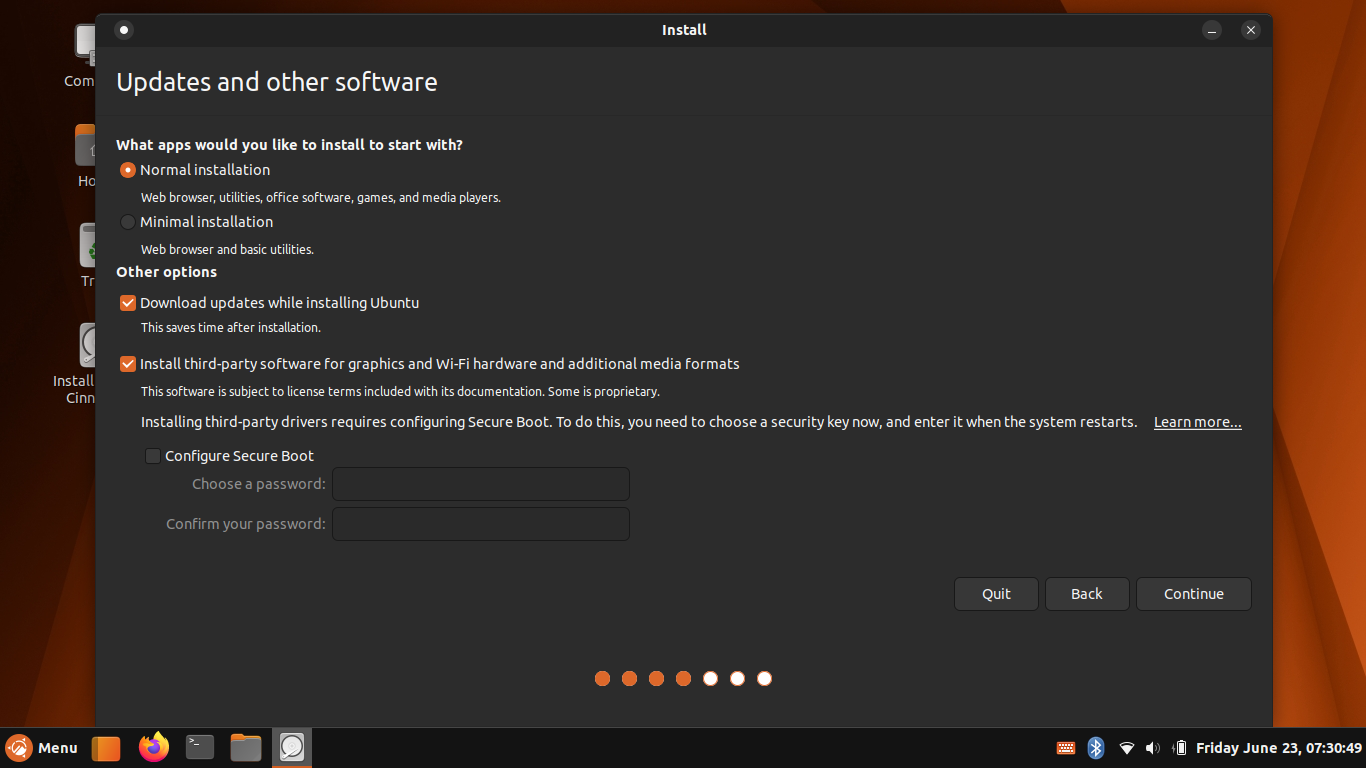 Install
Com
Ho
Tr
Install
Cinn
Updates and other software
What apps would you like to install to start with?
Normal installation
Web browser, utilities, office software, games, and media players.
Minimal installation
Web browser and basic utilities.
Other options
Download updates while installing Ubuntu
This saves time after installation.
Install third-party software for graphics and Wi-Fi hardware and additional media formats
This software is subject to license terms included with its documentation. Some is proprietary.
Installing third-party drivers requires configuring Secure Boot. To do this, you need to choose a security key now, and enter it when the system restarts. Learn more...
Configure Secure Boot
Choose a password:
Confirm your password:
Quit Back Continue
Menu >_ Friday June 23, 07:30:49